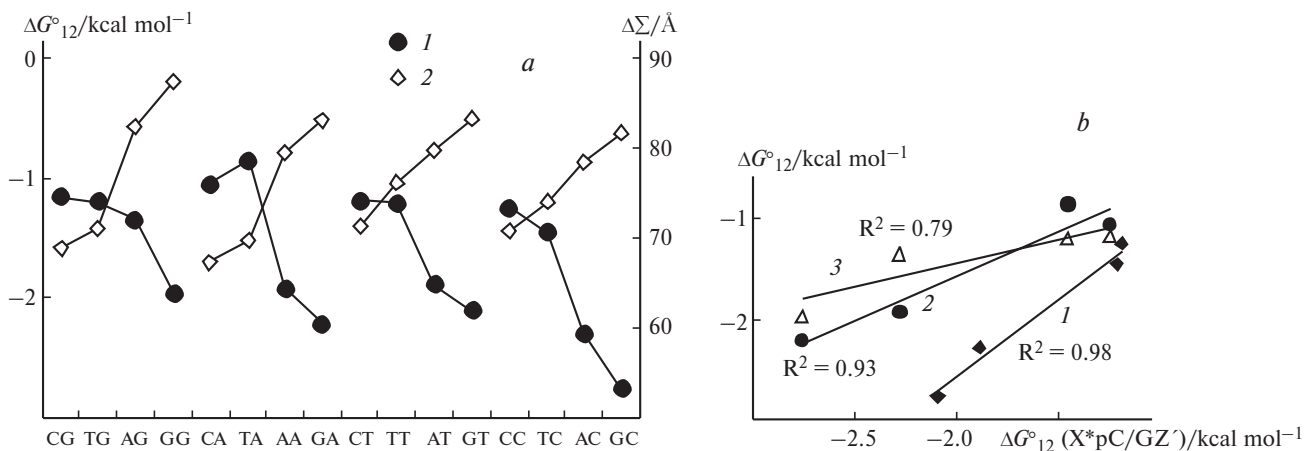 ΔG°₁₂/kcal mol⁻¹
ΔΣ/Å
1
2
a
0
−1
−2
90
80
70
60
CG TG AG GG CA TA AA GA CT TT AT GT CC TC AC GC
b
ΔG°₁₂/kcal mol⁻¹
−1
−2
R² = 0.79
3
2
1
R² = 0.93
R² = 0.98
−2.5
−2.0
ΔG°₁₂ (X*pC/GZ´)/kcal mol⁻¹